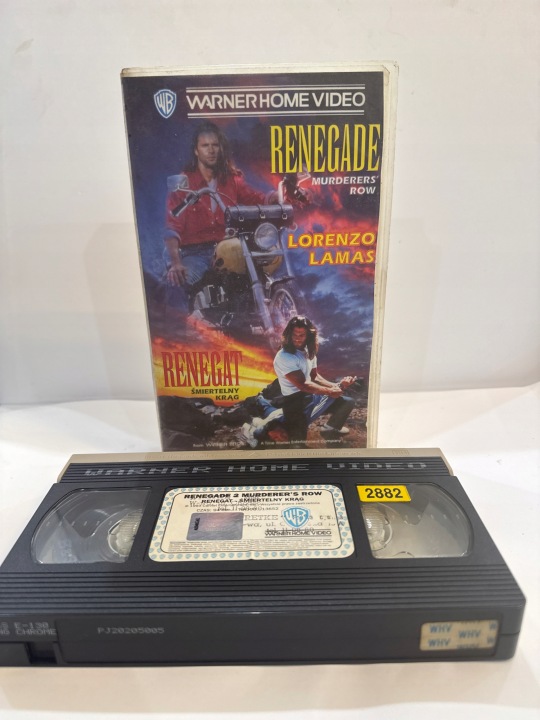 WB WARNER HOME VIDEO
RENEGADE
MURDERERS'
ROW
LORENZO
LAMAS
RENEGAT
ŚMIERTELNY
KRĄG
WARNER HOME VIDEO
RENEGADE 2 MURDERER'S ROW
RENEGAT - ŚMIERTELNY KRĄG
WB
WARNER HOME VIDEO
2882
E-130
CHROME
PJ20205005
WHV
WHV
WHV